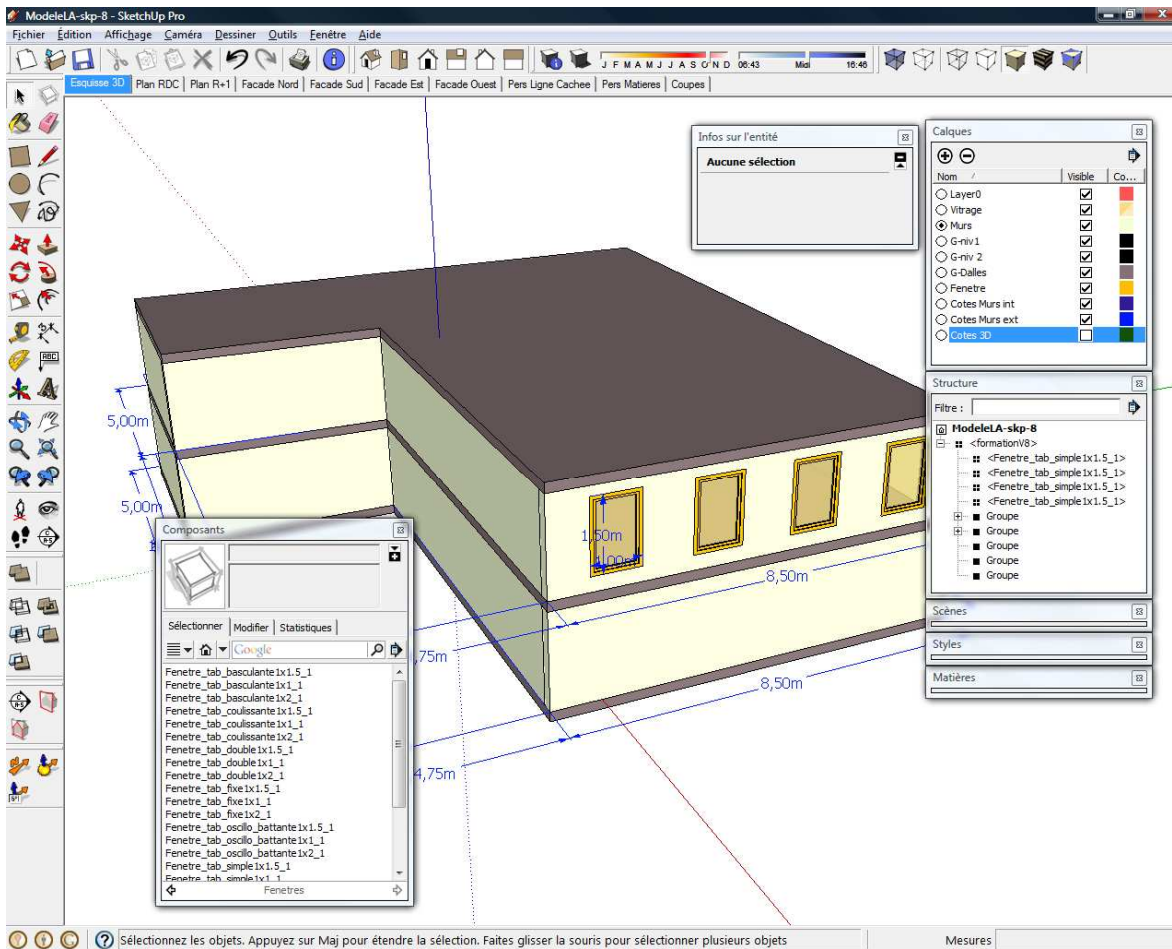 ModeleLA-skp-8 - SketchUp Pro
Fichier Édition Affichage Caméra Dessiner Outils Fenêtre Aide
J F M A M J J A S O N D 06:43 Midi 16:46
Esquisse 3D Plan RDC Plan R+1 Facade Nord Facade Sud Facade Est Facade Ouest Pers Ligne Cachee Pers Matieres Coupes
Infos sur l'entité
Aucune sélection
Calques
Nom Visible Co...
Layer0
Vitrage
Murs
G-niv1
G-niv 2
G-Dalles
Fenetre
Cotes Murs int
Cotes Murs ext
Cotes 3D
Structure
Filtre :
ModeleLA-skp-8
<formationV8>
<Fenetre_tab_simple1x1.5_1>
<Fenetre_tab_simple1x1.5_1>
<Fenetre_tab_simple1x1.5_1>
<Fenetre_tab_simple1x1.5_1>
Groupe
Groupe
Groupe
Groupe
Groupe
Scènes
Styles
Matières
ABC
5,00m
5,00m
1,50m
1,00m
8,50m
,75m
8,50m
4,75m
Composants
Sélectionner Modifier Statistiques
Google
Fenetre_tab_basculante1x1.5_1
Fenetre_tab_basculante1x1_1
Fenetre_tab_basculante1x2_1
Fenetre_tab_coulissante1x1.5_1
Fenetre_tab_coulissante1x1_1
Fenetre_tab_coulissante1x2_1
Fenetre_tab_double1x1.5_1
Fenetre_tab_double1x1_1
Fenetre_tab_double1x2_1
Fenetre_tab_fixe1x1.5_1
Fenetre_tab_fixe1x1_1
Fenetre_tab_fixe1x2_1
Fenetre_tab_oscillo_battante1x1.5_1
Fenetre_tab_oscillo_battante1x1_1
Fenetre_tab_oscillo_battante1x2_1
Fenetre_tab_simple1x1.5_1
Fenetre_tab_simple1x1_1
Fenetres
Sélectionnez les objets. Appuyez sur Maj pour étendre la sélection. Faites glisser la souris pour sélectionner plusieurs objets
Mesures